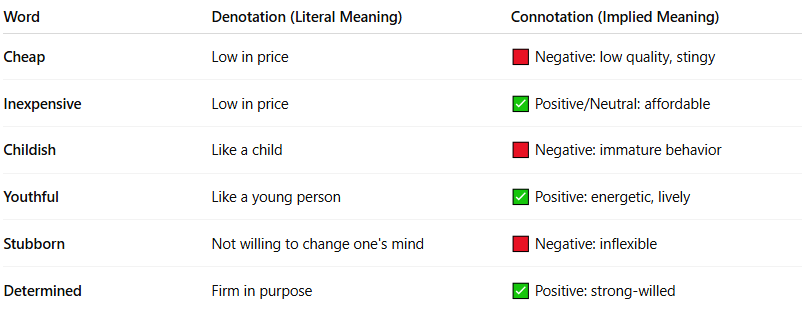 Word Denotation (Literal Meaning) Connotation (Implied Meaning)
Cheap Low in price 🟥 Negative: low quality, stingy
Inexpensive Low in price ✅ Positive/Neutral: affordable
Childish Like a child 🟥 Negative: immature behavior
Youthful Like a young person ✅ Positive: energetic, lively
Stubborn Not willing to change one's mind 🟥 Negative: inflexible
Determined Firm in purpose ✅ Positive: strong-willed